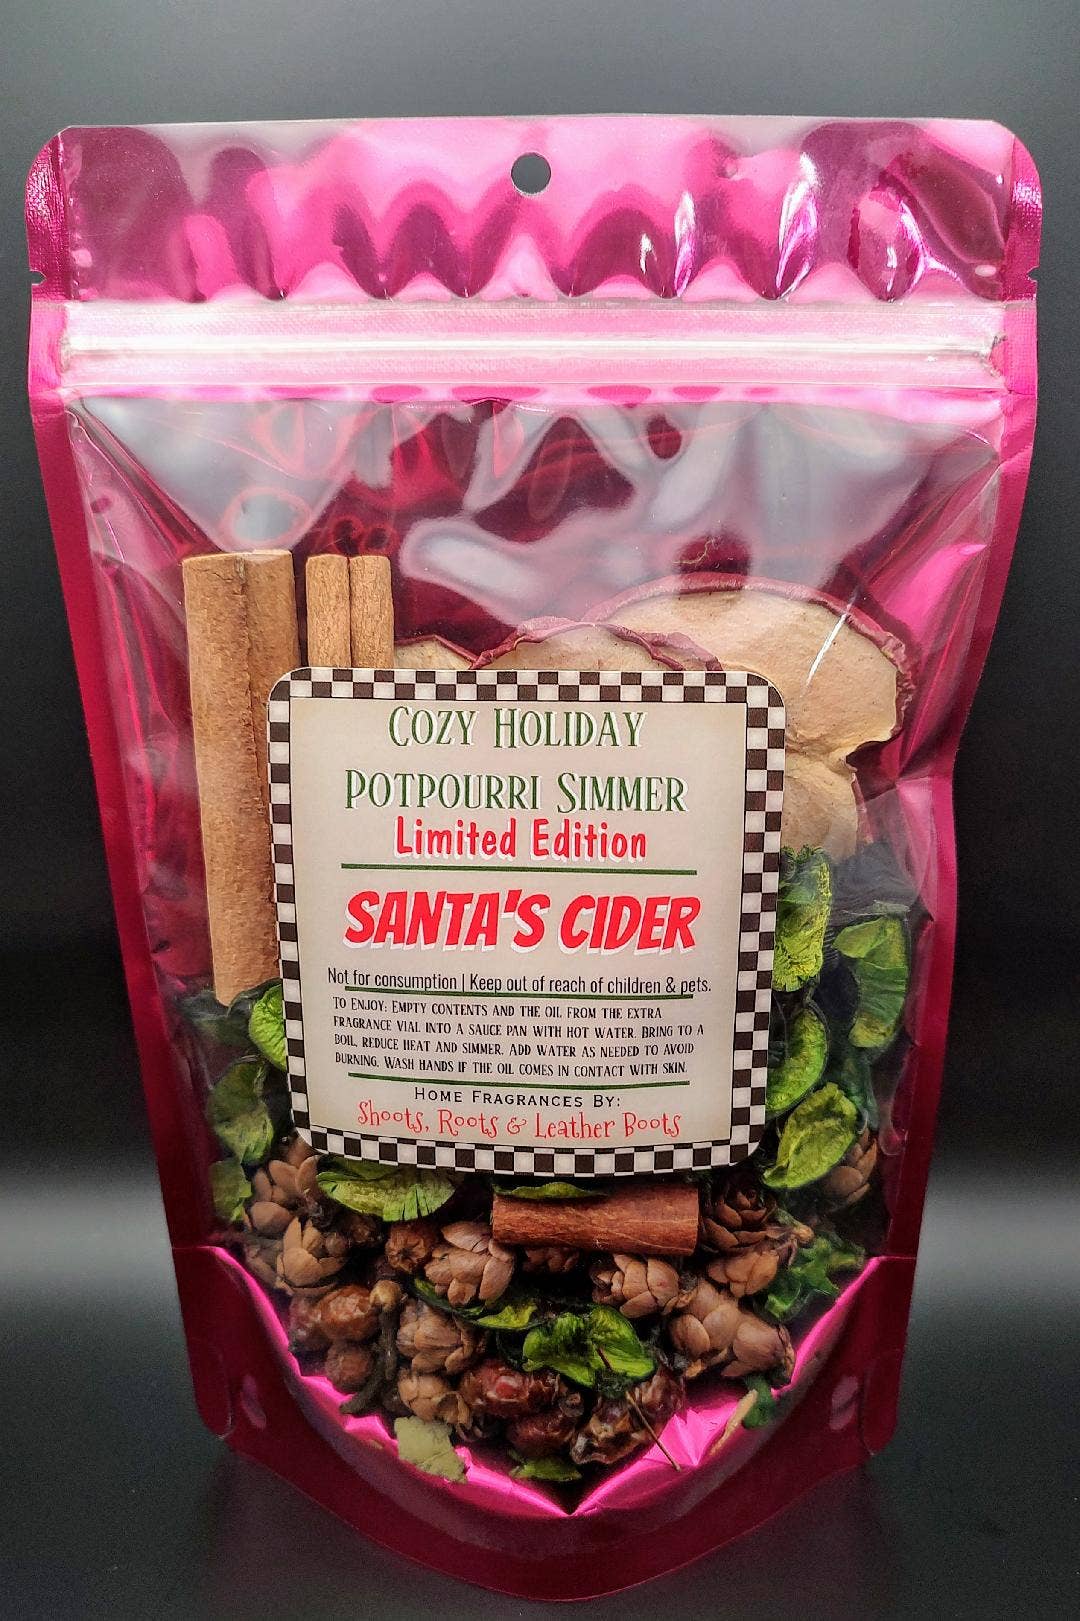 Cozy Holiday
Potpourri Simmer
Limited Edition
SANTA'S CIDER
Not for consumption | Keep out of reach of children & pets.
To Enjoy: Empty contents and the oil from the extra
fragrance vial into a sauce pan with hot water. Bring to a
boil, reduce heat and simmer. Add water as needed to avoid
burning. Wash hands if the oil comes in contact with skin.
Home Fragrances By:
Shoots, Roots & Leather Boots